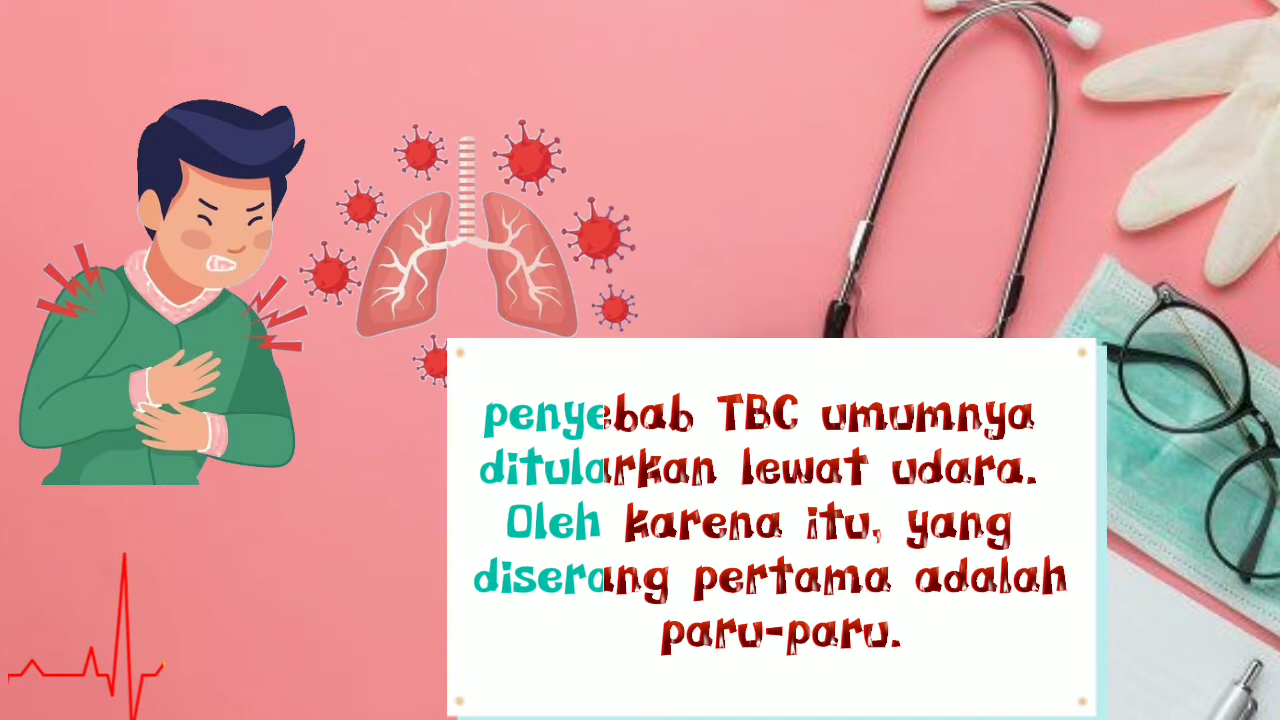 penyebab TBC umumnya
ditularkan lewat udara.
Oleh karena itu, yang
diserang pertama adalah
paru-paru.